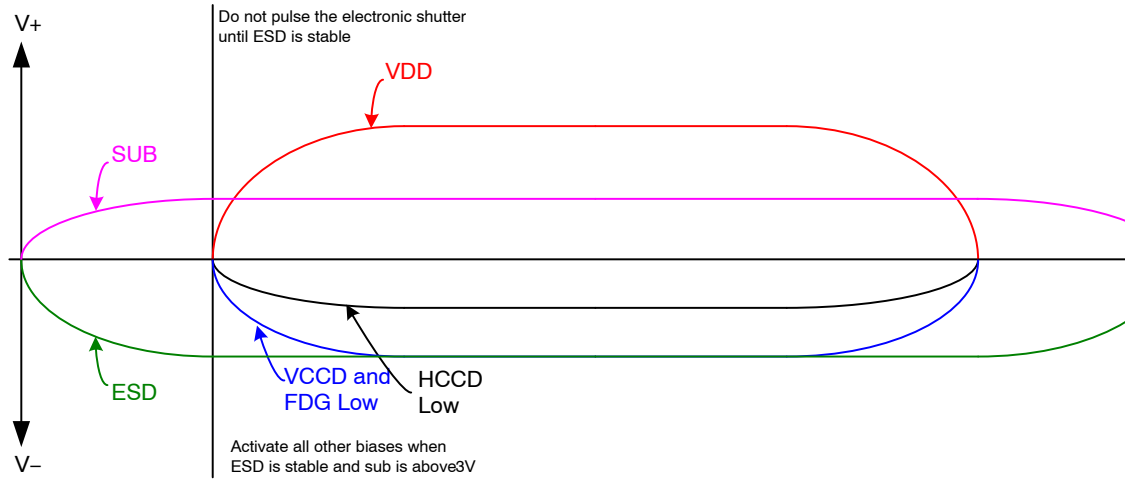 V+
Do not pulse the electronic shutter
until ESD is stable
VDD
SUB
VCCD and
FDG Low
HCCD
Low
ESD
Activate all other biases when
ESD is stable and sub is above3V
V−